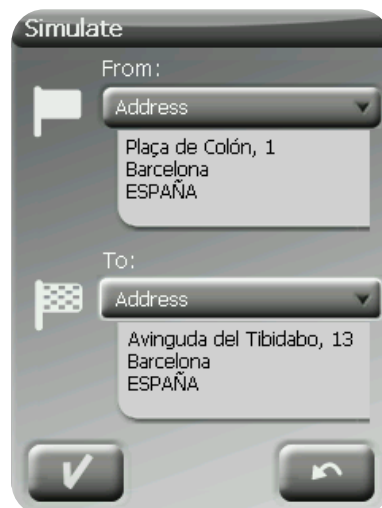 Simulate
From:
Address
Plaça de Colón, 1
Barcelona
ESPAÑA
To:
Address
Avinguda del Tibidabo, 13
Barcelona
ESPAÑA